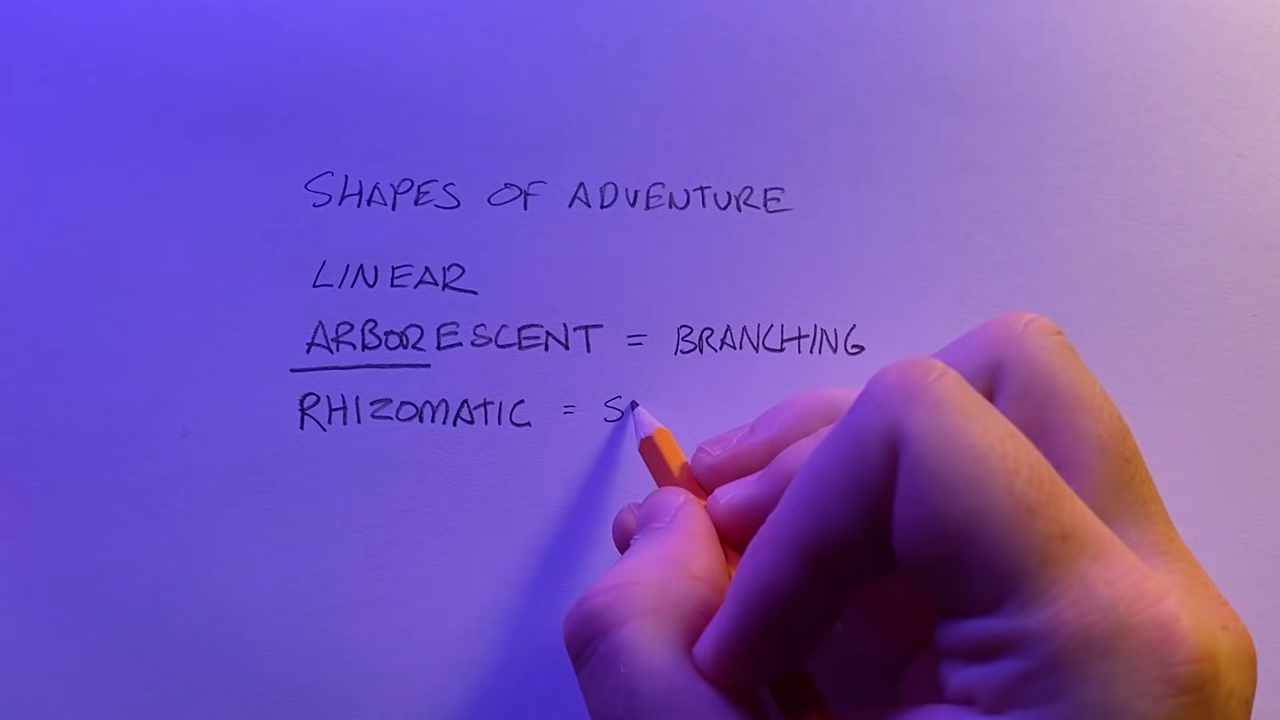 SHAPES OF ADVENTURE
LINEAR
ARBORESCENT = BRANCHING
RHIZOMATIC = S